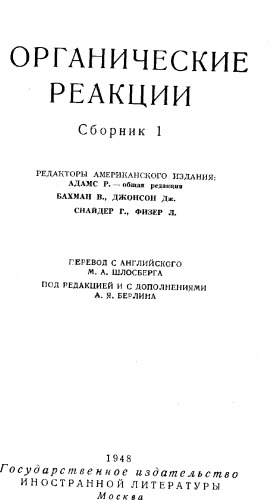 ОРГАНИЧЕСКИЕ
РЕАКЦИИ
Сборник 1
РЕДАКТОРЫ АМЕРИКАНСКОГО ИЗДАНИЯ:
АДАМС Р. — общая редакция
БАХМАН В., ДЖОНСОН Дж.
СНАЙДЕР Г., ФИЗЕР Л.
ПЕРЕВОД С АНГЛИЙСКОГО
М. А. ШЛОСБЕРГА
ПОД РЕДАКЦИЕЙ И С ДОПОЛНЕНИЯМИ
А. Я. БЕРЛИНА
1948
Государственное издательство
ИНОСТРАННОЙ ЛИТЕРАТУРЫ
Москва